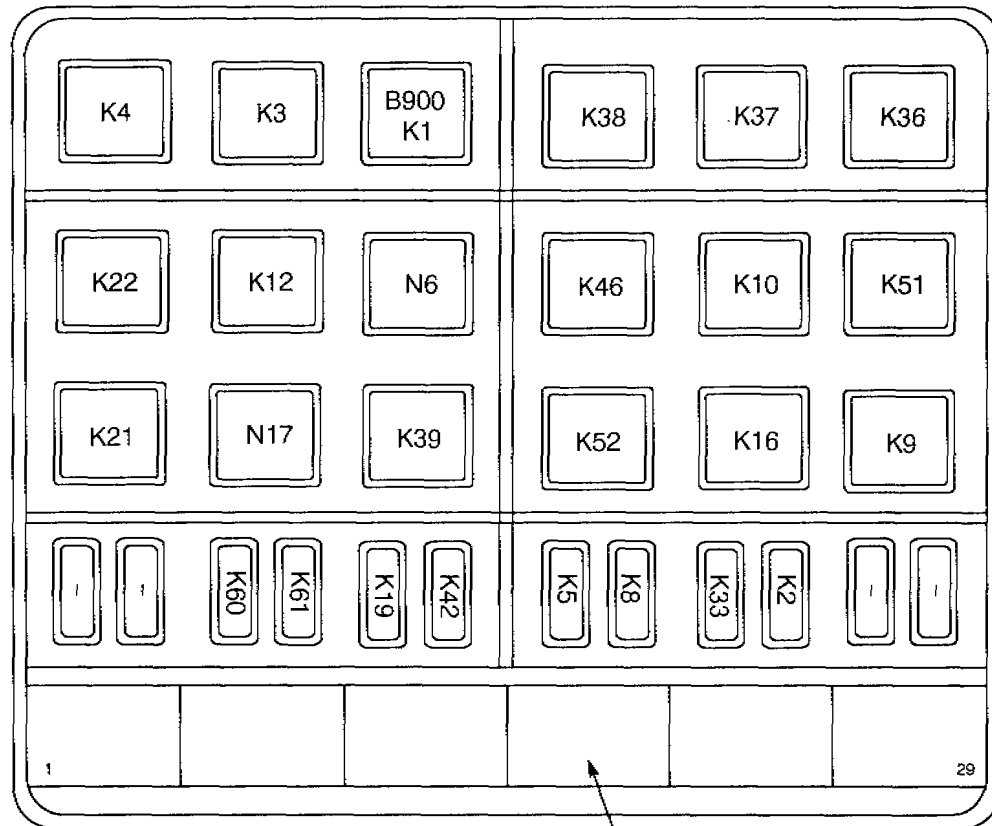 K4 K3 B900 K1 K38 K37 K36
K22 K12 N6 K46 K10 K51
K21 N17 K39 K52 K16 K9
- - K60 K61 K19 K42 K5 K8 K33 K2 - -
1 29